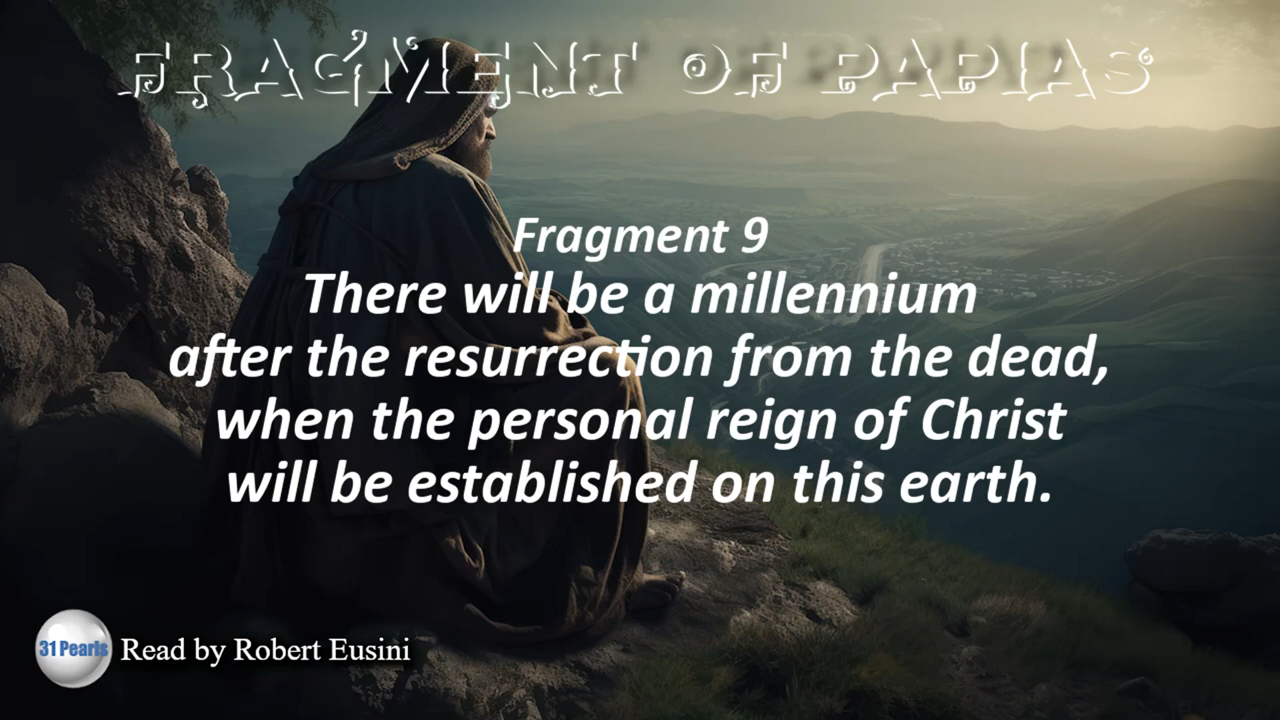 FRAGMENT OF PAPIAS
Fragment 9
There will be a millennium
after the resurrection from the dead,
when the personal reign of Christ
will be established on this earth.
31 Pearls
Read by Robert Eusini